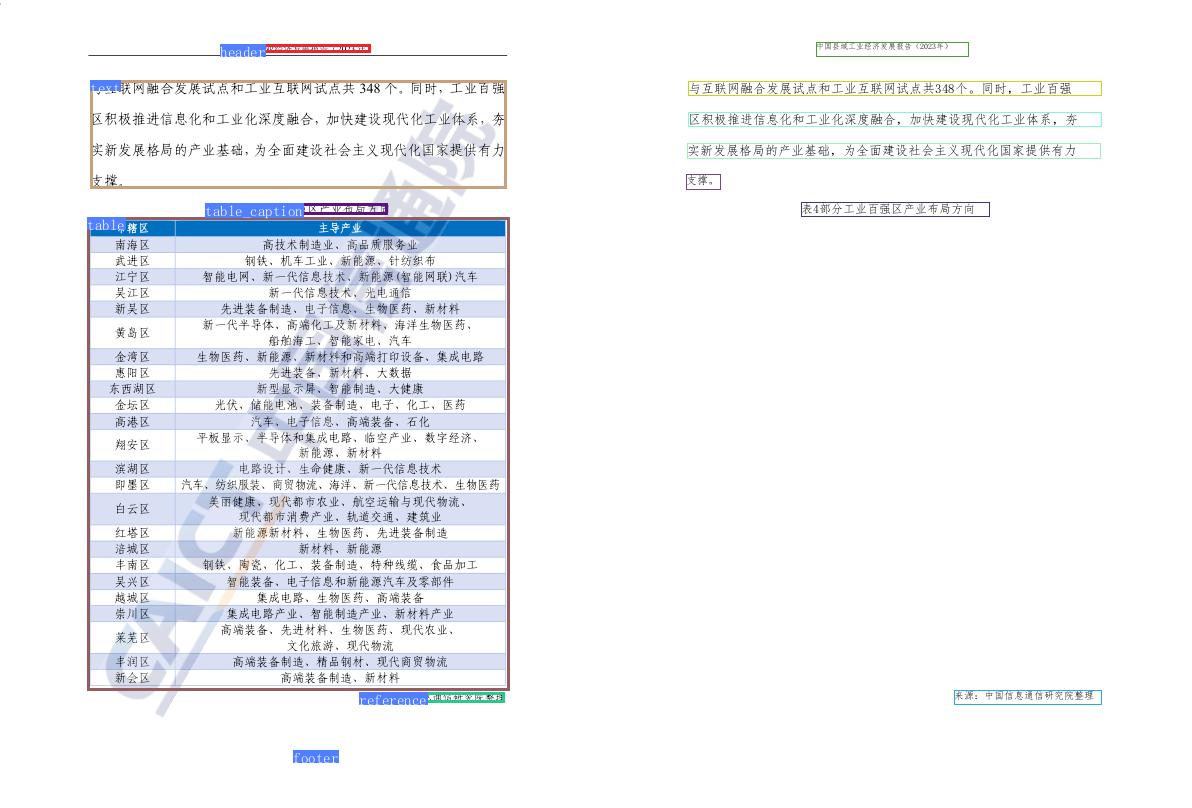 header
text
联网融合发展试点和工业互联网试点共 348 个。同时，工业百强
区积极推进信息化和工业化深度融合，加快建设现代化工业体系，夯
实新发展格局的产业基础，为全面建设社会主义现代化国家提供有力
支撑。
table_caption 区产业布局方向
table 辖区 主导产业
南海区 高技术制造业、高品质服务业
武进区 钢铁、机车工业、新能源、针纺织布
江宁区 智能电网、新一代信息技术、新能源(智能网联)汽车
吴江区 新一代信息技术、光电通信
新吴区 先进装备制造、电子信息、生物医药、新材料
黄岛区 新一代半导体、高端化工及新材料、海洋生物医药、
船舶海工、智能家电、汽车
金湾区 生物医药、新能源、新材料和高端打印设备、集成电路
惠阳区 先进装备、新材料、大数据
东西湖区 新型显示屏、智能制造、大健康
金坛区 光伏、储能电池、装备制造、电子、化工、医药
高港区 汽车、电子信息、高端装备、石化
翔安区 平板显示、半导体和集成电路、临空产业、数字经济、
新能源、新材料
滨湖区 电路设计、生命健康、新一代信息技术
即墨区 汽车、纺织服装、商贸物流、海洋、新一代信息技术、生物医药
白云区 美丽健康、现代都市农业、航空运输与现代物流、
现代都市消费产业、轨道交通、建筑业
红塔区 新能源新材料、生物医药、先进装备制造
涪城区 新材料、新能源
丰南区 钢铁、陶瓷、化工、装备制造、特种线缆、食品加工
吴兴区 智能装备、电子信息和新能源汽车及零部件
越城区 集成电路、生物医药、高端装备
崇川区 集成电路产业、智能制造产业、新材料产业
莱芜区 高端装备、先进材料、生物医药、现代农业、
文化旅游、现代物流
丰润区 高端装备制造、精品钢材、现代商贸物流
新会区 高端装备制造、新材料
reference 通信研究院整理
footer
CAICT 中国信通院
中国县域工业经济发展报告（2023年）
与互联网融合发展试点和工业互联网试点共348个。同时，工业百强
区积极推进信息化和工业化深度融合，加快建设现代化工业体系，夯
实新发展格局的产业基础，为全面建设社会主义现代化国家提供有力
支撑。
表4部分工业百强区产业布局方向
来源：中国信息通信研究院整理